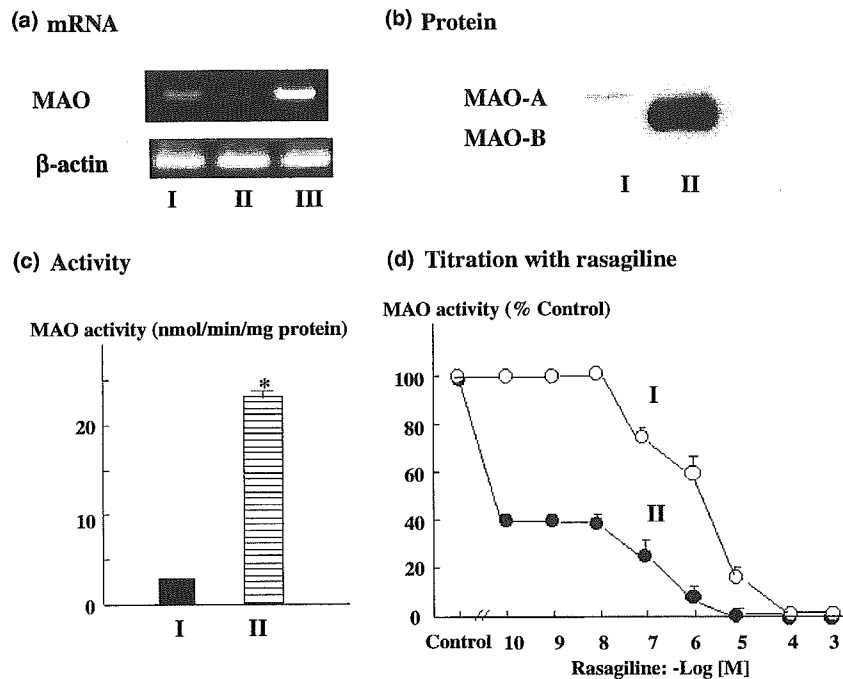 (a) mRNA
MAO
β-actin
I II III
(b) Protein
MAO-A
MAO-B
I II
(c) Activity
MAO activity (nmol/min/mg protein)
20
10
0
*
I II
(d) Titration with rasagiline
MAO activity (% Control)
100
80
60
40
20
0
I
II
Control 10 9 8 7 6 5 4 3
Rasagiline: -Log [M]